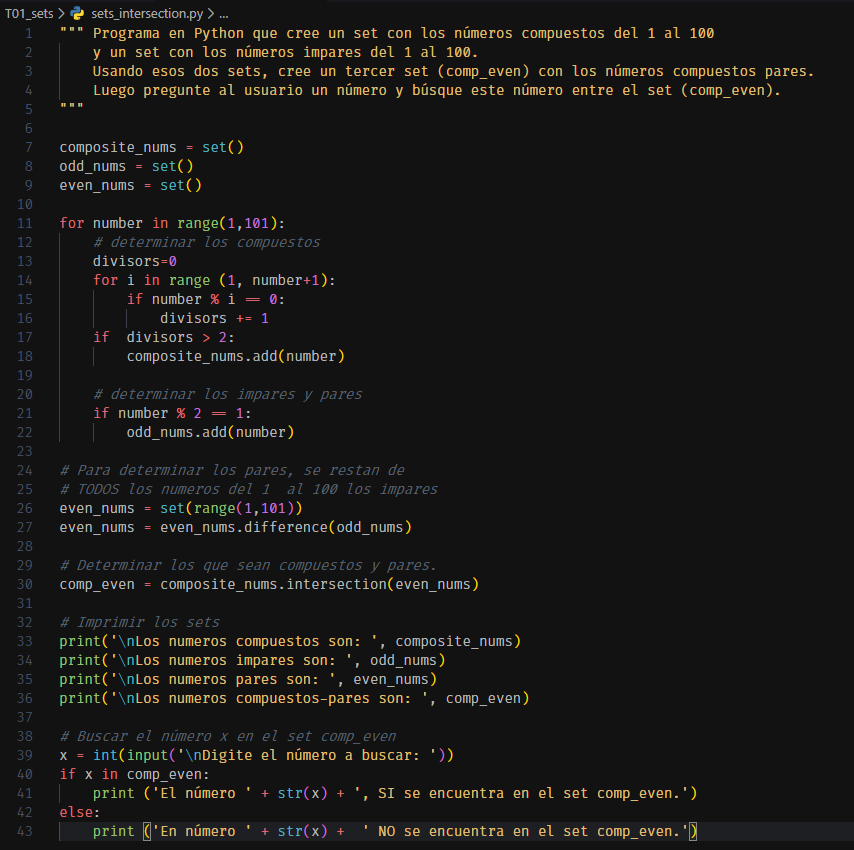 T01_sets > sets_intersection.py > ...
1 """ Programa en Python que cree un set con los números compuestos del 1 al 100
2     y un set con los números impares del 1 al 100.
3     Usando esos dos sets, cree un tercer set (comp_even) con los números compuestos pares.
4     Luego pregunte al usuario un número y búsque este número entre el set (comp_even).
5 """
6
7 composite_nums = set()
8 odd_nums = set()
9 even_nums = set()
10
11 for number in range(1,101):
12     # determinar los compuestos
13     divisors=0
14     for i in range (1, number+1):
15         if number % i == 0:
16             divisors += 1
17     if  divisors > 2:
18         composite_nums.add(number)
19
20     # determinar los impares y pares
21     if number % 2 == 1:
22         odd_nums.add(number)
23
24 # Para determinar los pares, se restan de
25 # TODOS los numeros del 1  al 100 los impares
26 even_nums = set(range(1,101))
27 even_nums = even_nums.difference(odd_nums)
28
29 # Determinar los que sean compuestos y pares.
30 comp_even = composite_nums.intersection(even_nums)
31
32 # Imprimir los sets
33 print('\nLos numeros compuestos son: ', composite_nums)
34 print('\nLos numeros impares son: ', odd_nums)
35 print('\nLos numeros pares son: ', even_nums)
36 print('\nLos numeros compuestos-pares son: ', comp_even)
37
38 # Buscar el número x en el set comp_even
39 x = int(input('\nDigite el número a buscar: '))
40 if x in comp_even:
41     print ('El número ' + str(x) + ', SI se encuentra en el set comp_even.')
42 else:
43     print ('En número ' + str(x) +  ' NO se encuentra en el set comp_even.')